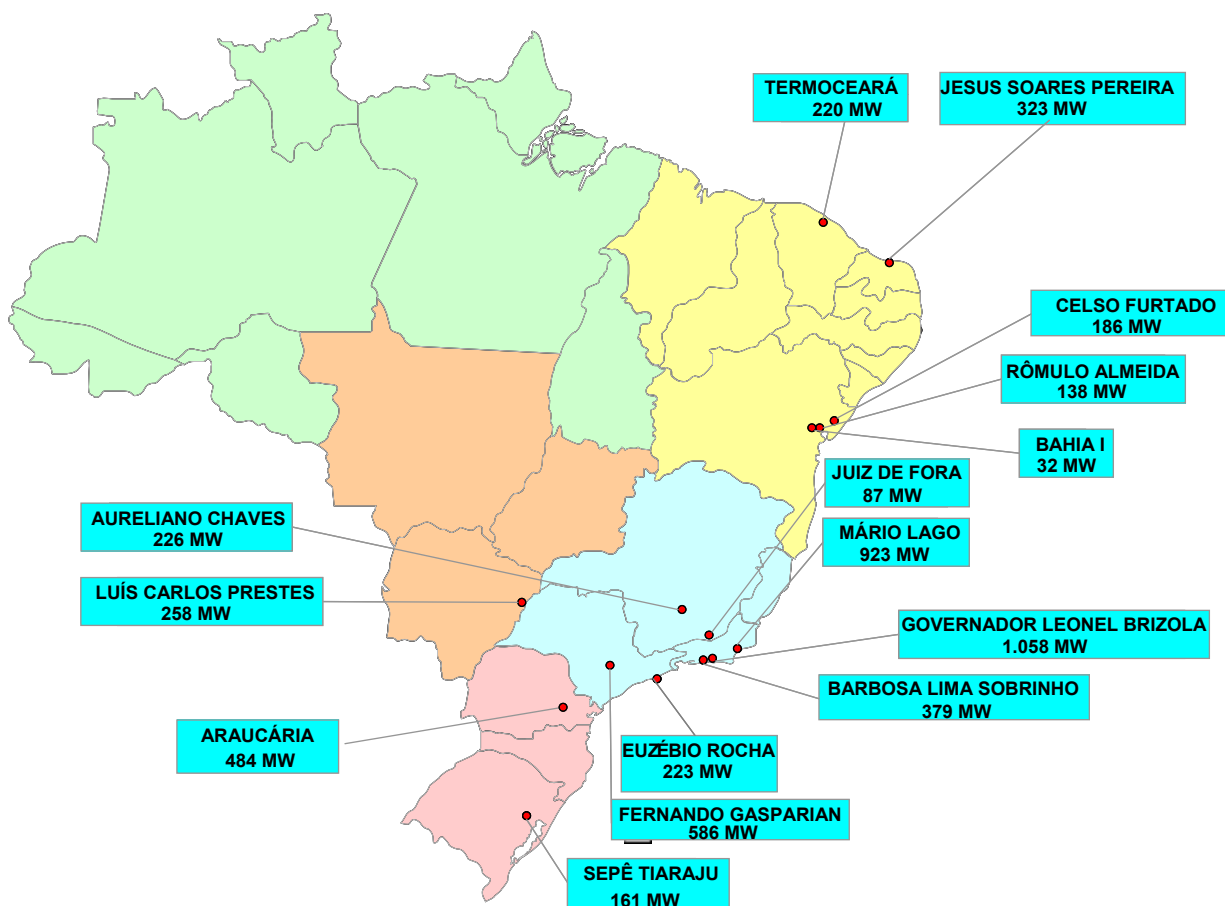 TERMOCEARÁ
220 MW
JESUS SOARES PEREIRA
323 MW
CELSO FURTADO
186 MW
RÔMULO ALMEIDA
138 MW
BAHIA I
32 MW
JUIZ DE FORA
87 MW
AURELIANO CHAVES
226 MW
MÁRIO LAGO
923 MW
LUÍS CARLOS PRESTES
258 MW
GOVERNADOR LEONEL BRIZOLA
1.058 MW
BARBOSA LIMA SOBRINHO
379 MW
ARAUCÁRIA
484 MW
EUZÉBIO ROCHA
223 MW
FERNANDO GASPARIAN
586 MW
SEPÊ TIARAJU
161 MW